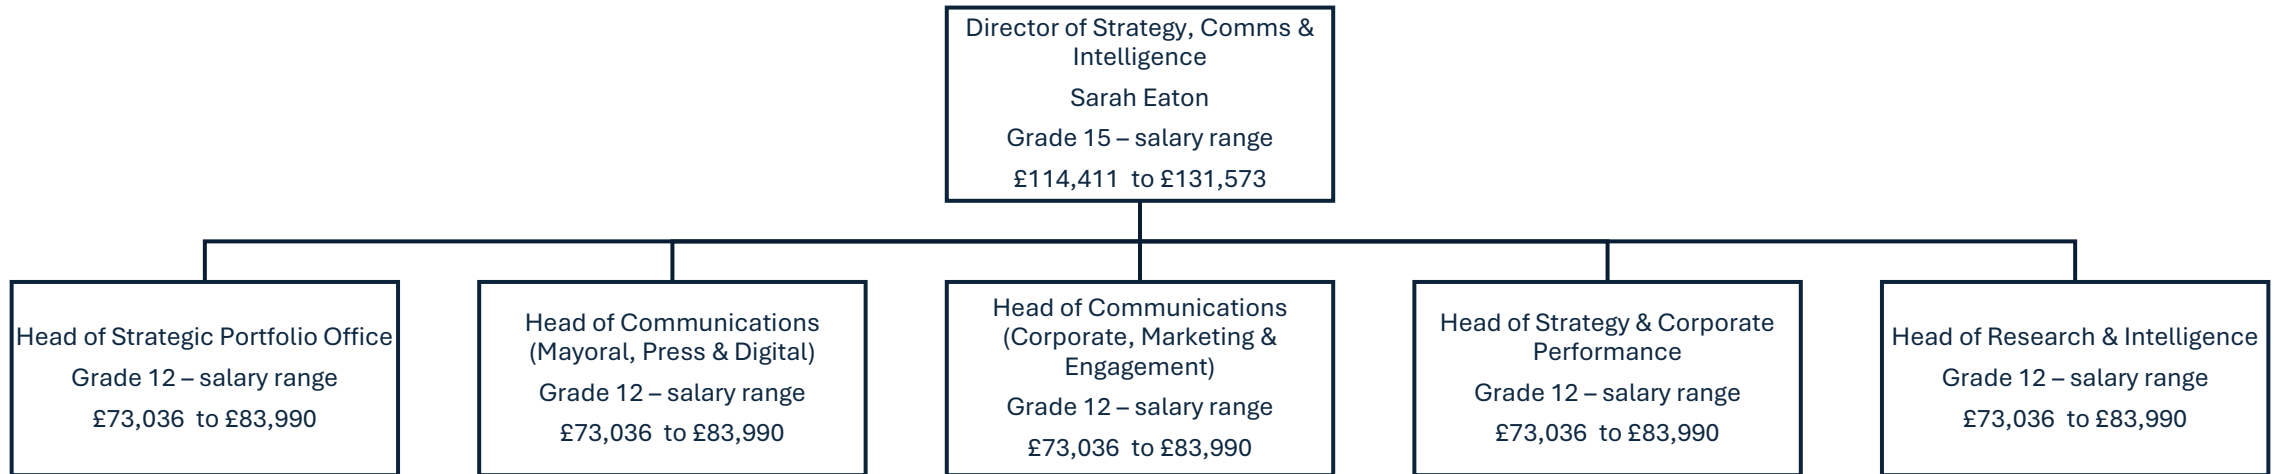 Director of Strategy, Comms &
Intelligence
Sarah Eaton
Grade 15 – salary range
£114,411  to £131,573
Head of Strategic Portfolio Office
Grade 12 – salary range
£73,036  to £83,990
Head of Communications
(Mayoral, Press & Digital)
Grade 12 – salary range
£73,036  to £83,990
Head of Communications
(Corporate, Marketing &
Engagement)
Grade 12 – salary range
£73,036  to £83,990
Head of Strategy & Corporate
Performance
Grade 12 – salary range
£73,036  to £83,990
Head of Research & Intelligence
Grade 12 – salary range
£73,036  to £83,990